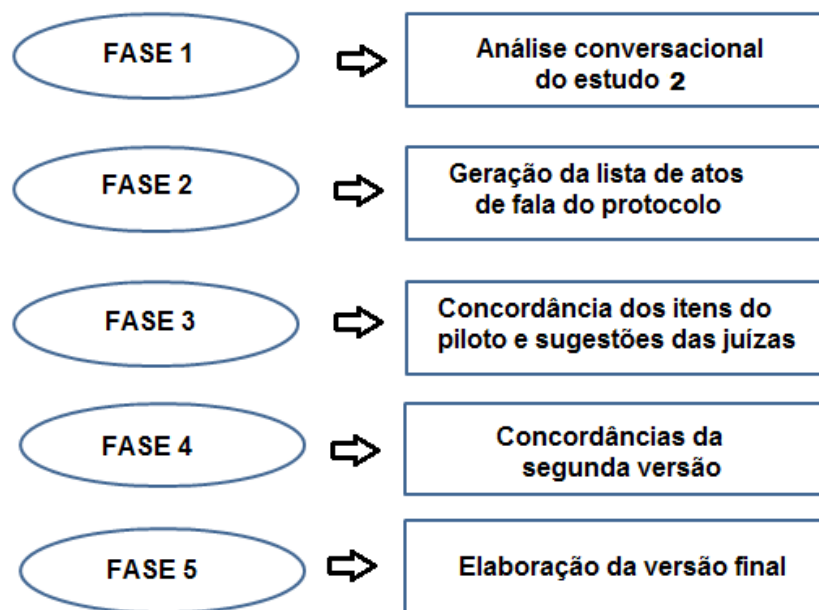 FASE 1
Análise conversacional
do estudo 2
FASE 2
Geração da lista de atos
de fala do protocolo
FASE 3
Concordância dos itens do
piloto e sugestões das juízas
FASE 4
Concordâncias da
segunda versão
FASE 5
Elaboração da versão final